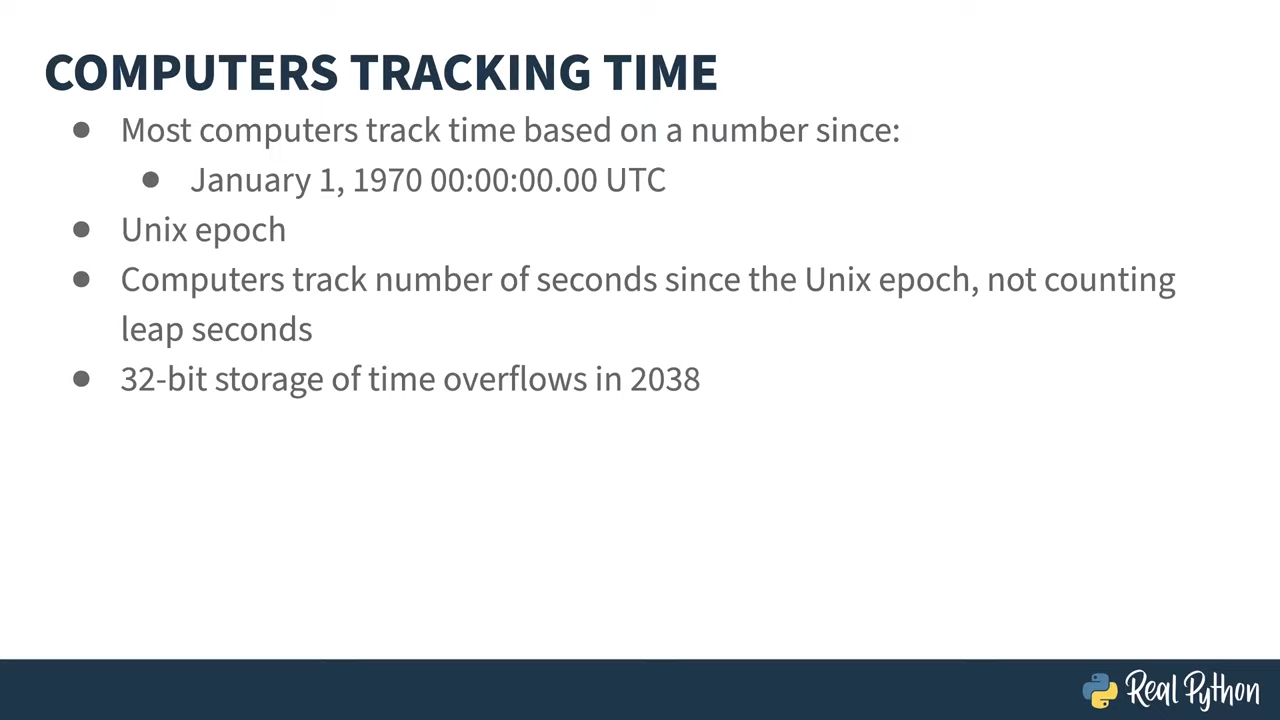 COMPUTERS TRACKING TIME
● Most computers track time based on a number since:
● January 1, 1970 00:00:00.00 UTC
● Unix epoch
● Computers track number of seconds since the Unix epoch, not counting
leap seconds
● 32-bit storage of time overflows in 2038
Real Python